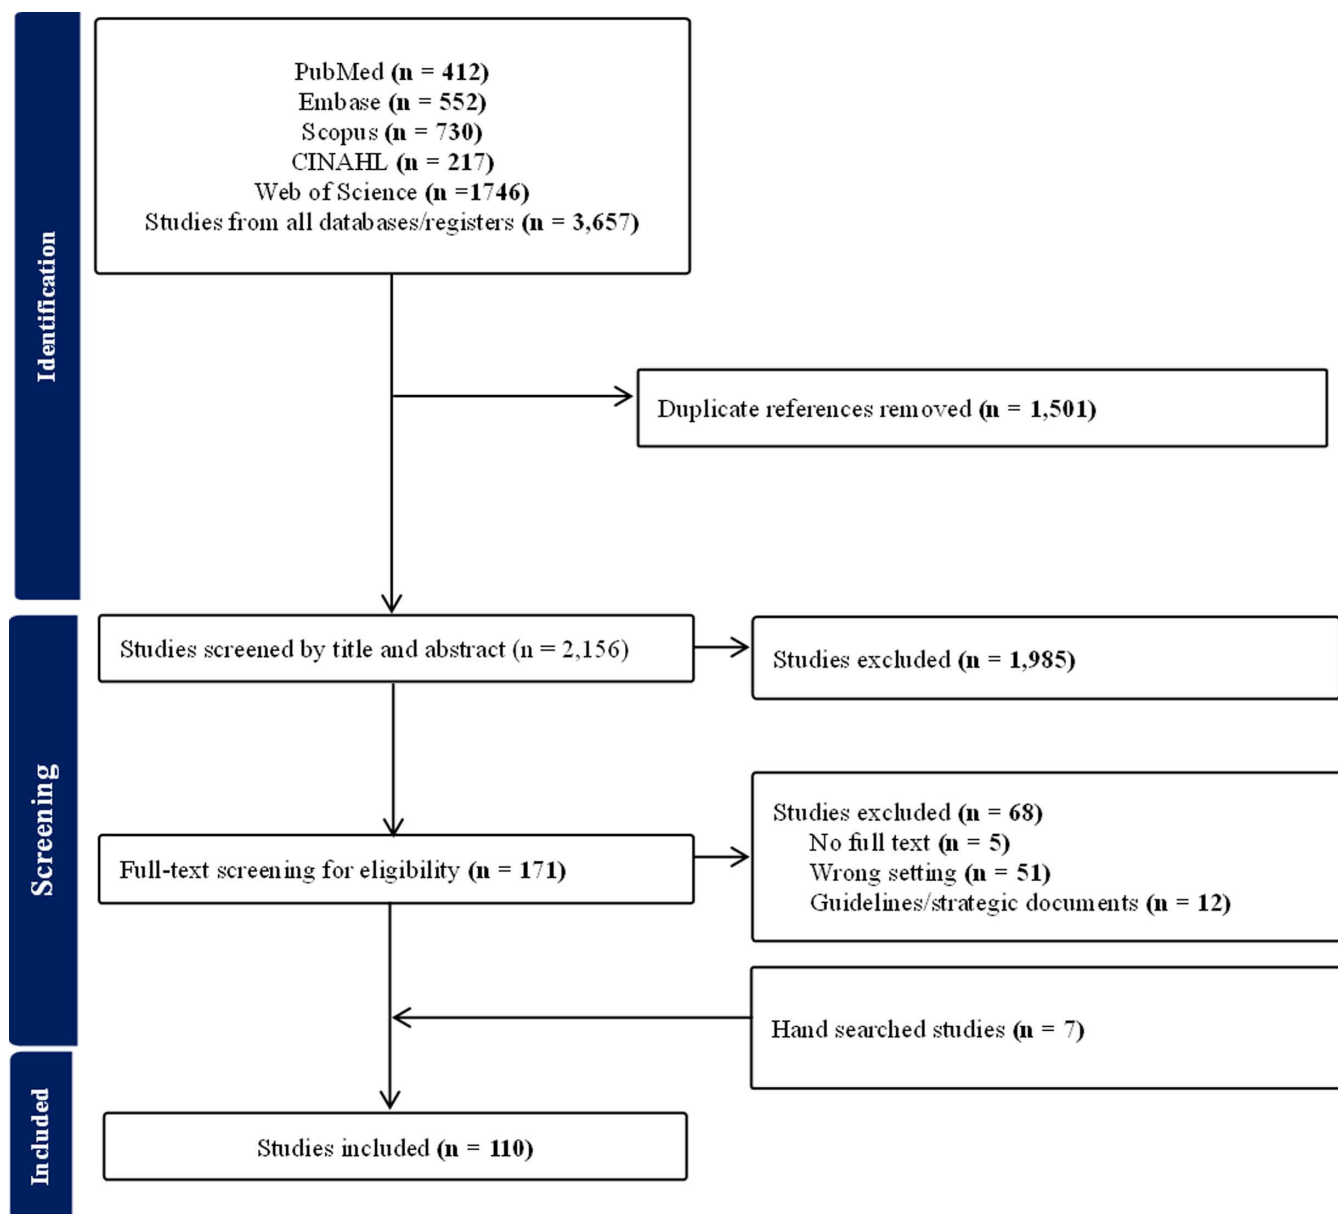 Identification
PubMed (n = 412)
Embase (n = 552)
Scopus (n = 730)
CINAHL (n = 217)
Web of Science (n =1746)
Studies from all databases/registers (n = 3,657)
Duplicate references removed (n = 1,501)
Screening
Studies screened by title and abstract (n = 2,156)
Studies excluded (n = 1,985)
Full-text screening for eligibility (n = 171)
Studies excluded (n = 68)
No full text (n = 5)
Wrong setting (n = 51)
Guidelines/strategic documents (n = 12)
Hand searched studies (n = 7)
Included
Studies included (n = 110)